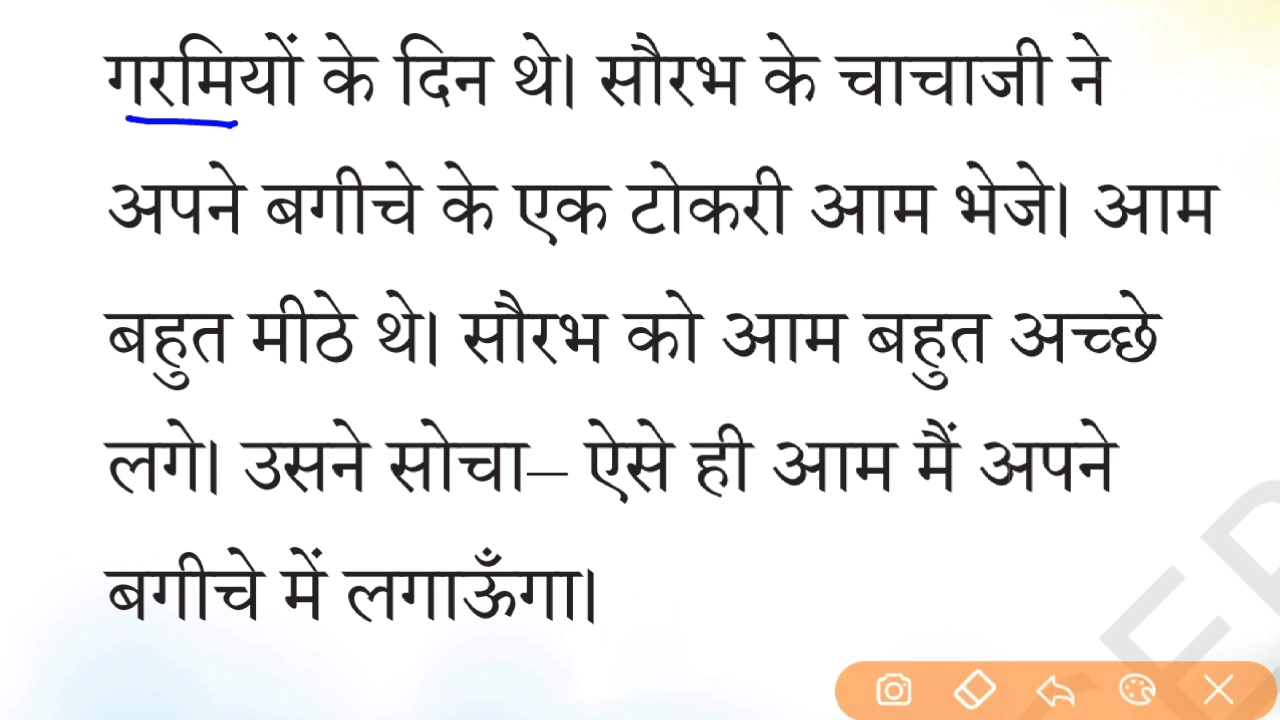 गरमियों के दिन थे। सौरभ के चाचाजी ने
अपने बगीचे के एक टोकरी आम भेजे। आम
बहुत मीठे थे। सौरभ को आम बहुत अच्छे
लगे। उसने सोचा– ऐसे ही आम मैं अपने
बगीचे में लगाऊँगा।